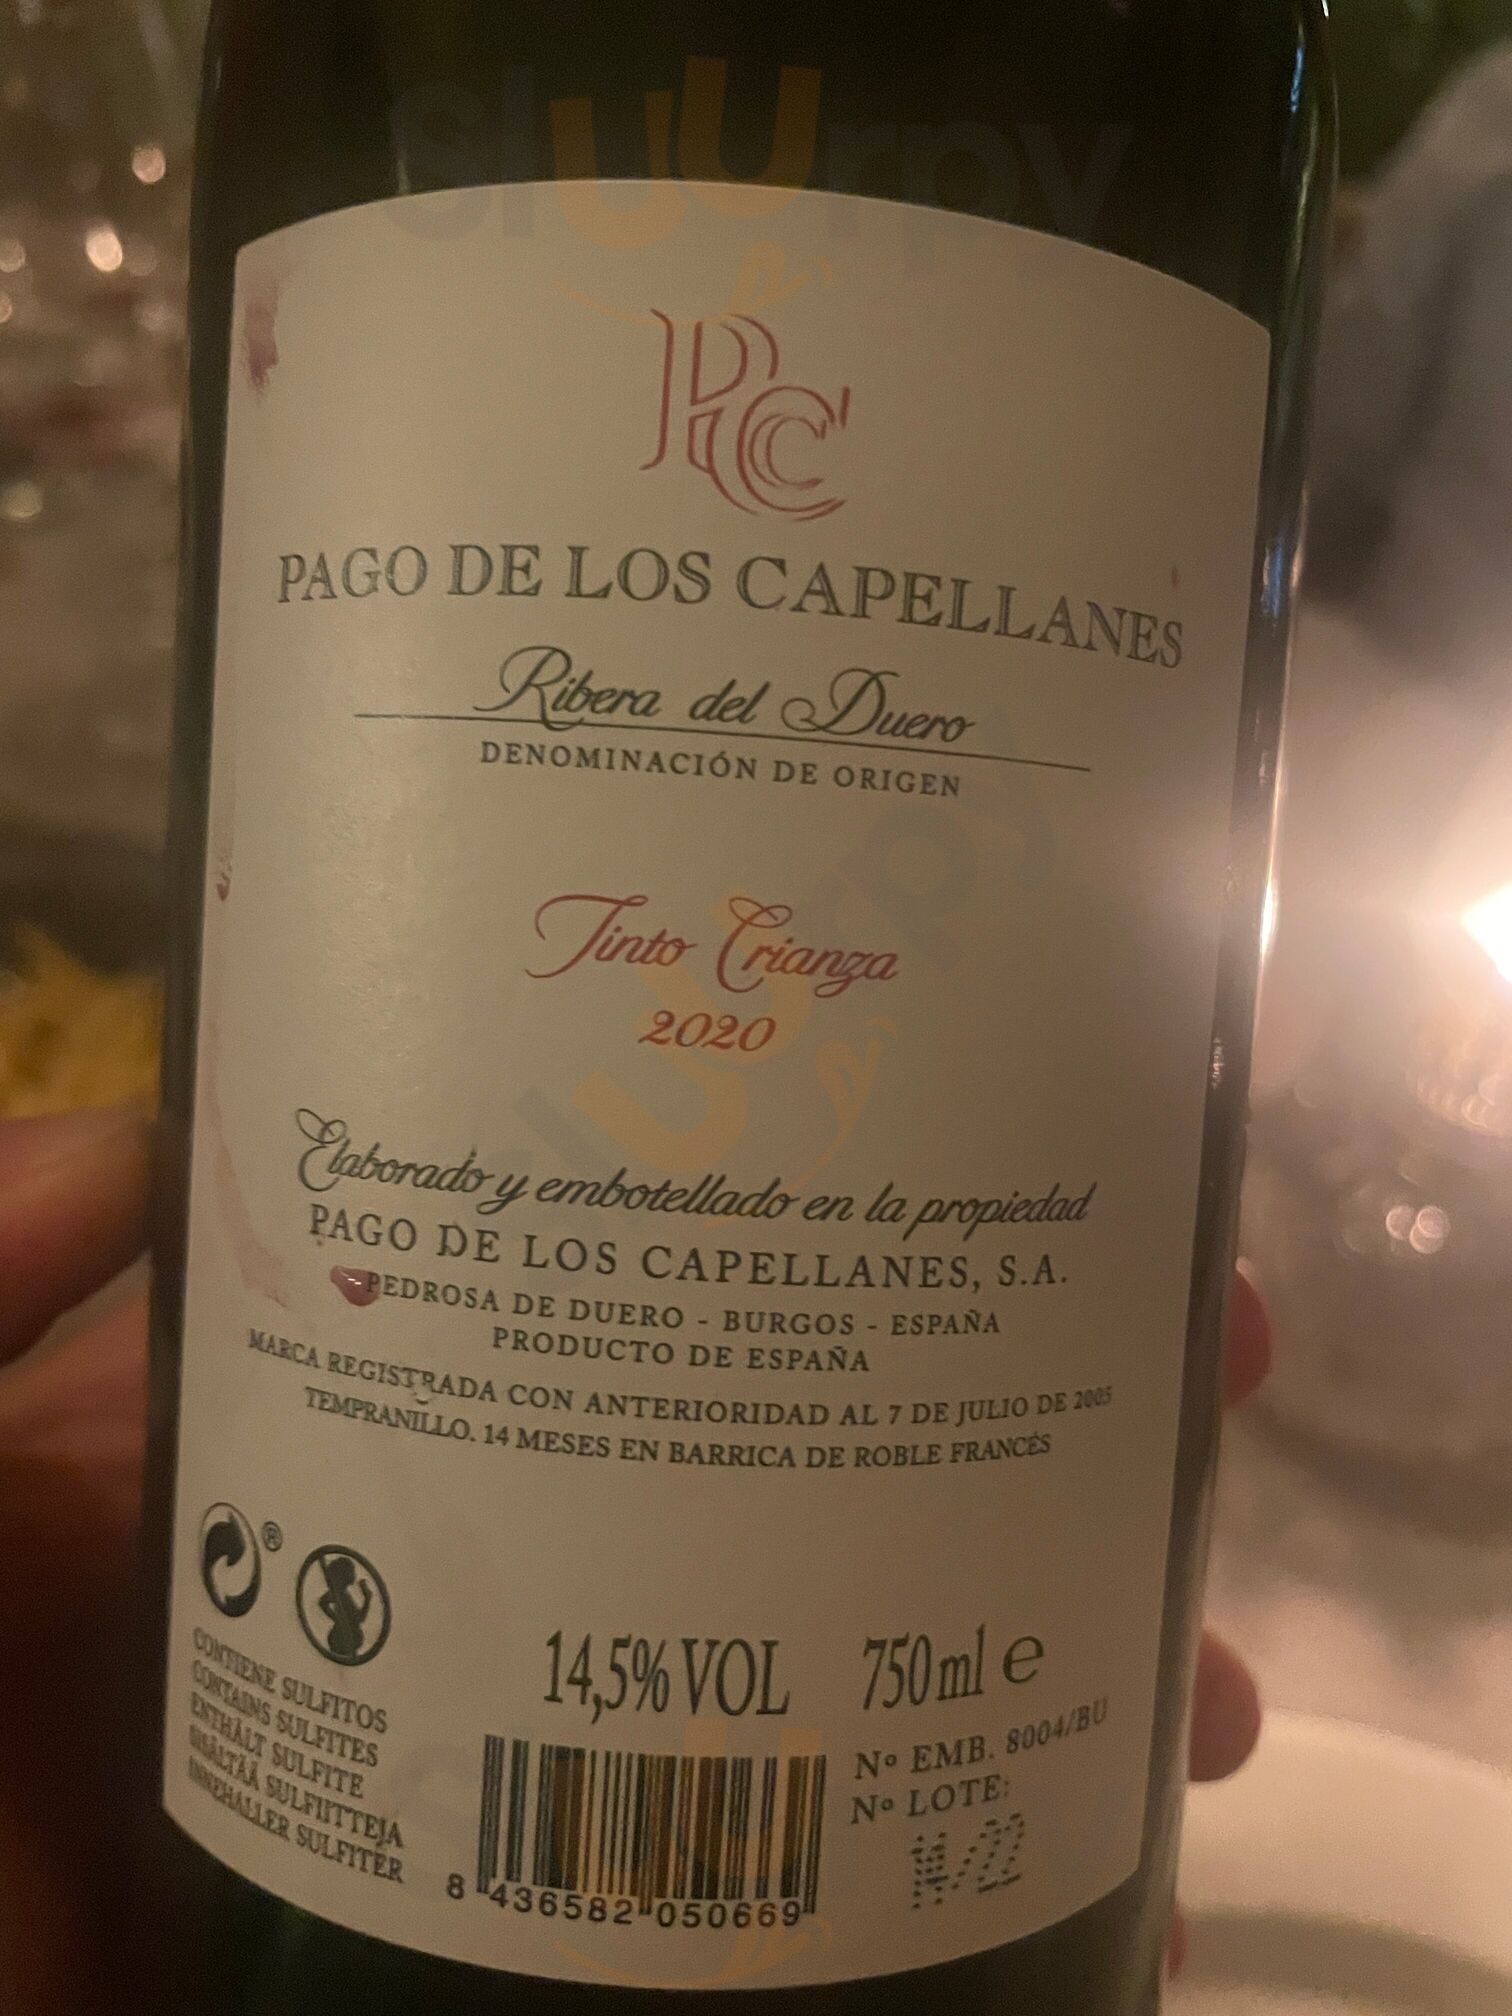 sluurpy
PC
PAGO DE LOS CAPELLANES
Ribera del Duero
DENOMINACIÓN DE ORIGEN
Tinto Crianza
2020
Elaborado y embotellado en la propiedad
PAGO DE LOS CAPELLANES, S.A.
PEDROSA DE DUERO - BURGOS - ESPAÑA
PRODUCTO DE ESPAÑA
MARCA REGISTRADA CON ANTERIORIDAD AL 7 DE JULIO DE 2005
TEMPRANILLO. 14 MESES EN BARRICA DE ROBLE FRANCÉS
®
CONTIENE SULFITOS
CONTAINS SULFITES
ENTHÄLT SULFITE
SISÄLTÄÄ SULFIITTEJA
INNEHALLER SULFITER
14,5% VOL 750 ml e
Nº EMB. 8004/BU
Nº LOTE:
8 436582 050669